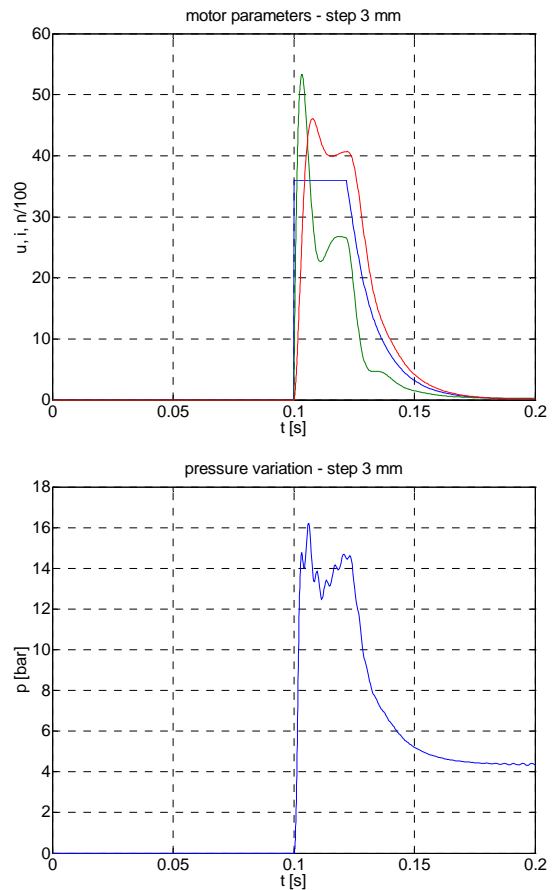 motor parameters - step 3 mm
60
50
40
30
20
10
0
u, i, n/100
0 0.05 0.1 0.15 0.2
t [s]
pressure variation - step 3 mm
18
16
14
12
10
8
6
4
2
0
p [bar]
0 0.05 0.1 0.15 0.2
t [s]